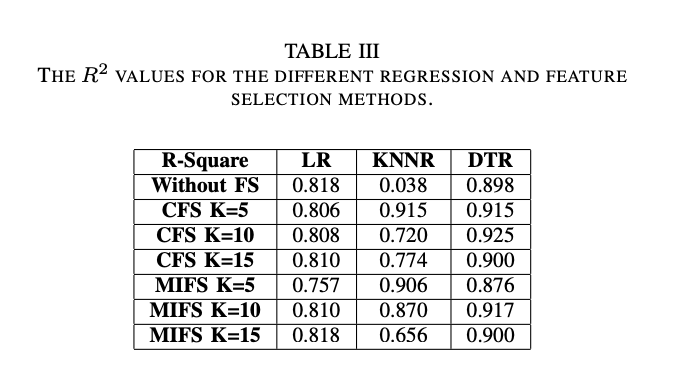 TABLE III
THE R² VALUES FOR THE DIFFERENT REGRESSION AND FEATURE
SELECTION METHODS.
R-Square LR KNNR DTR
Without FS 0.818 0.038 0.898
CFS K=5 0.806 0.915 0.915
CFS K=10 0.808 0.720 0.925
CFS K=15 0.810 0.774 0.900
MIFS K=5 0.757 0.906 0.876
MIFS K=10 0.810 0.870 0.917
MIFS K=15 0.818 0.656 0.900